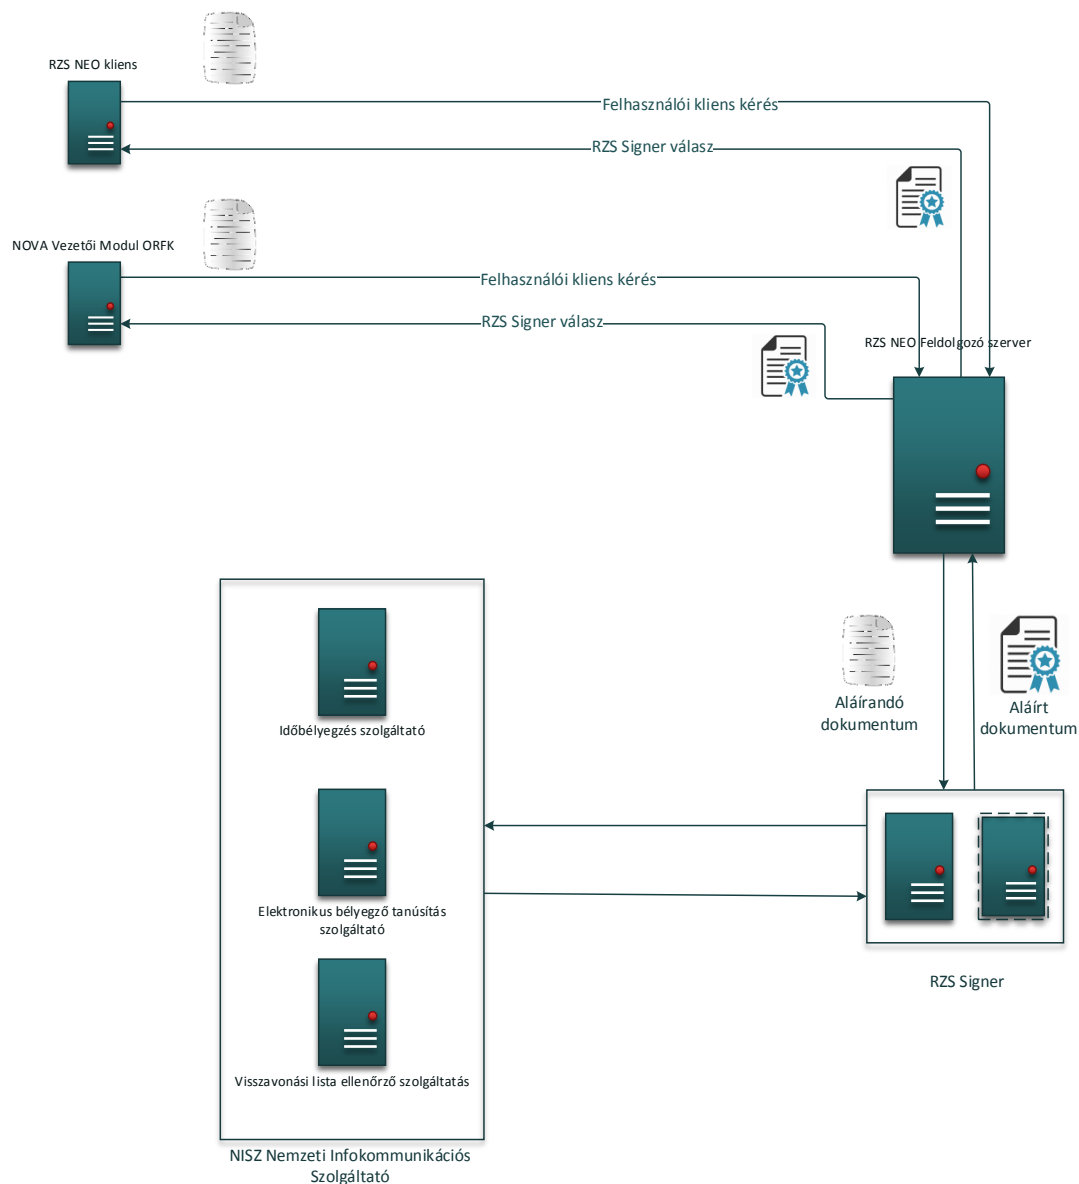 RZS NEO kliens
Felhasználói kliens kérés
RZS Signer válasz
NOVA Vezetői Modul ORFK
Felhasználói kliens kérés
RZS Signer válasz
RZS NEO Feldolgozó szerver
Aláírandó
dokumentum
Aláírt
dokumentum
Időbélyegzés szolgáltató
Elektronikus bélyegző tanúsítás
szolgáltató
RZS Signer
Visszavonási lista ellenőrző szolgáltatás
NISZ Nemzeti Infokommunikációs
Szolgáltató